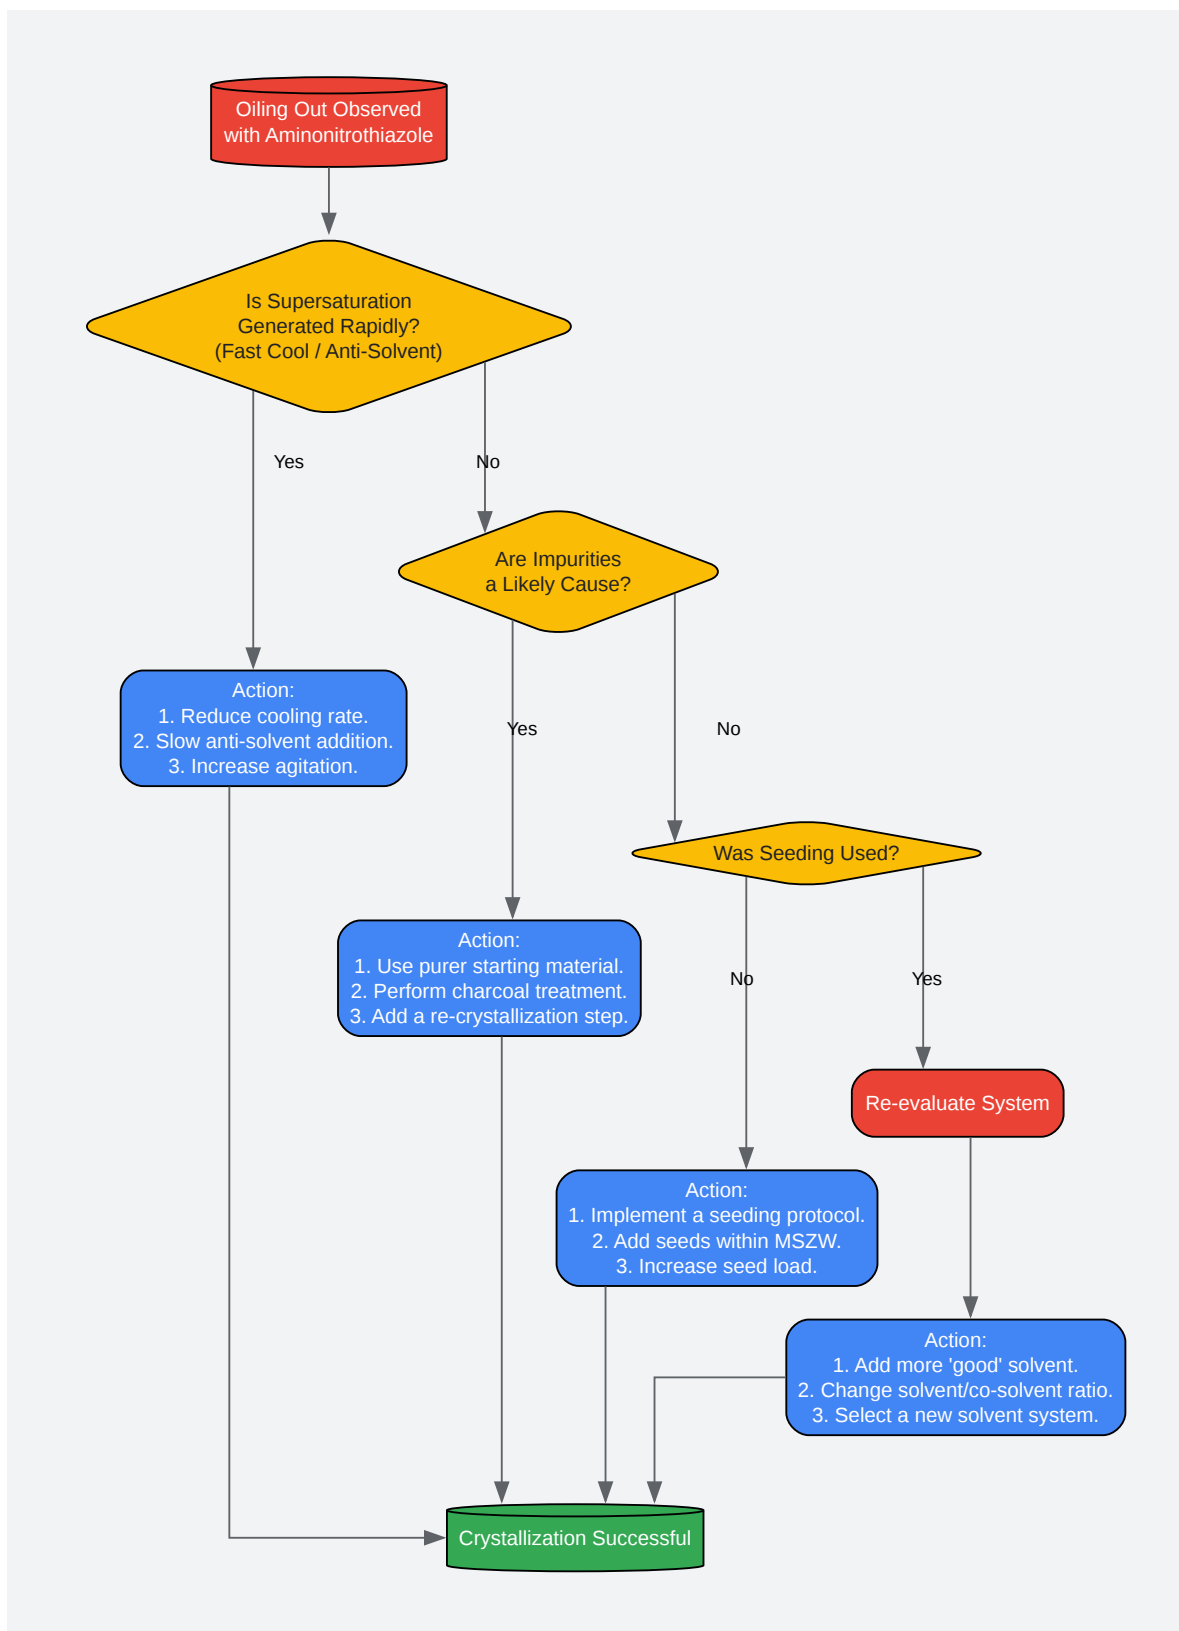 Oiling Out Observed
with Aminonitrothiazole
Is Supersaturation
Generated Rapidly?
(Fast Cool / Anti-Solvent)
Yes
No
Are Impurities
a Likely Cause?
Action:
1. Reduce cooling rate.
2. Slow anti-solvent addition.
3. Increase agitation.
Yes
No
Was Seeding Used?
Action:
1. Use purer starting material.
2. Perform charcoal treatment.
3. Add a re-crystallization step.
No
Yes
Re-evaluate System
Action:
1. Implement a seeding protocol.
2. Add seeds within MSZW.
3. Increase seed load.
Action:
1. Add more 'good' solvent.
2. Change solvent/co-solvent ratio.
3. Select a new solvent system.
Crystallization Successful